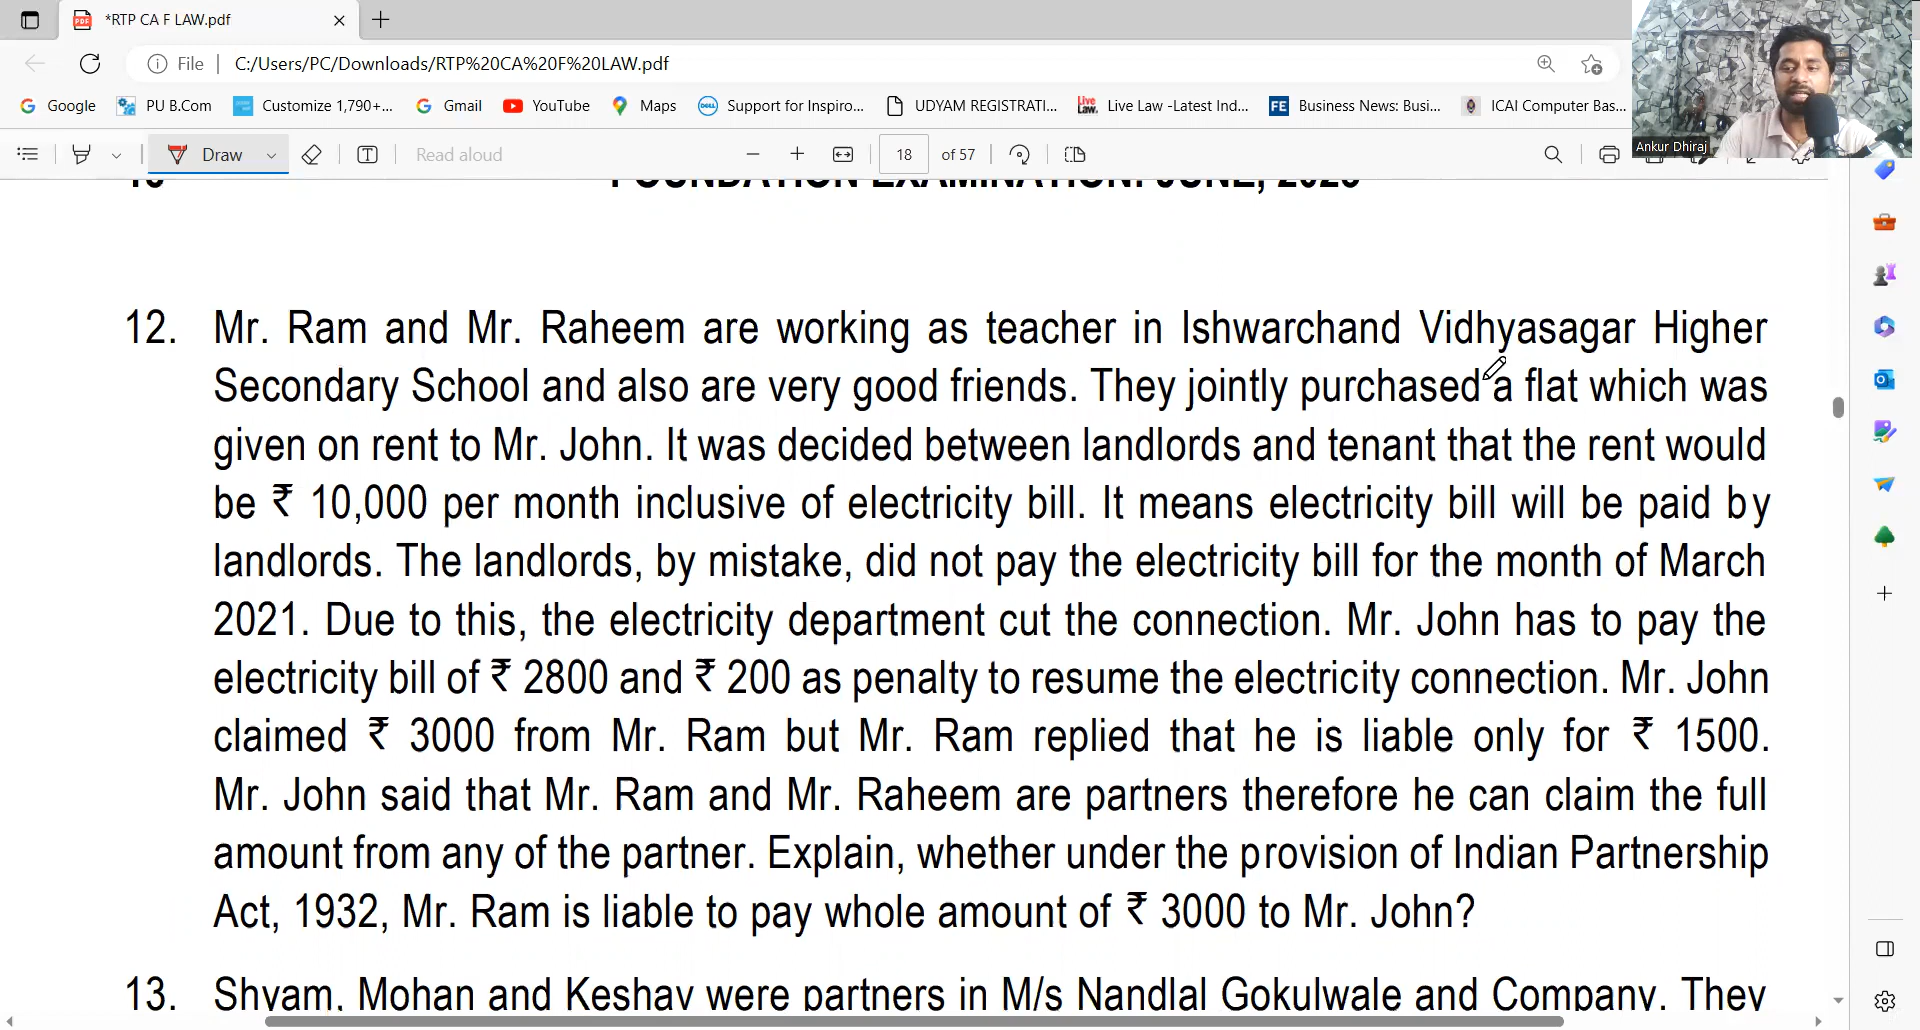 *RTP CA F LAW.pdf
File C:/Users/PC/Downloads/RTP%20CA%20F%20LAW.pdf
Google PU B.Com Customize 1,790+... Gmail YouTube Maps Support for Inspiro... UDYAM REGISTRATI... Live Law -Latest Ind... Business News: Busi... ICAI Computer Bas...
Ankur Dhiraj
Draw Read aloud 18 of 57
FOUNDATION EXAMINATION: JUNE,
12. Mr. Ram and Mr. Raheem are working as teacher in Ishwarchand Vidhyasagar Higher
Secondary School and also are very good friends. They jointly purchased a flat which was
given on rent to Mr. John. It was decided between landlords and tenant that the rent would
be ₹ 10,000 per month inclusive of electricity bill. It means electricity bill will be paid by
landlords. The landlords, by mistake, did not pay the electricity bill for the month of March
2021. Due to this, the electricity department cut the connection. Mr. John has to pay the
electricity bill of ₹ 2800 and ₹ 200 as penalty to resume the electricity connection. Mr. John
claimed ₹ 3000 from Mr. Ram but Mr. Ram replied that he is liable only for ₹ 1500.
Mr. John said that Mr. Ram and Mr. Raheem are partners therefore he can claim the full
amount from any of the partner. Explain, whether under the provision of Indian Partnership
Act, 1932, Mr. Ram is liable to pay whole amount of ₹ 3000 to Mr. John?
13. Shyam, Mohan and Keshav were partners in M/s Nandlal Gokulwale and Company. They